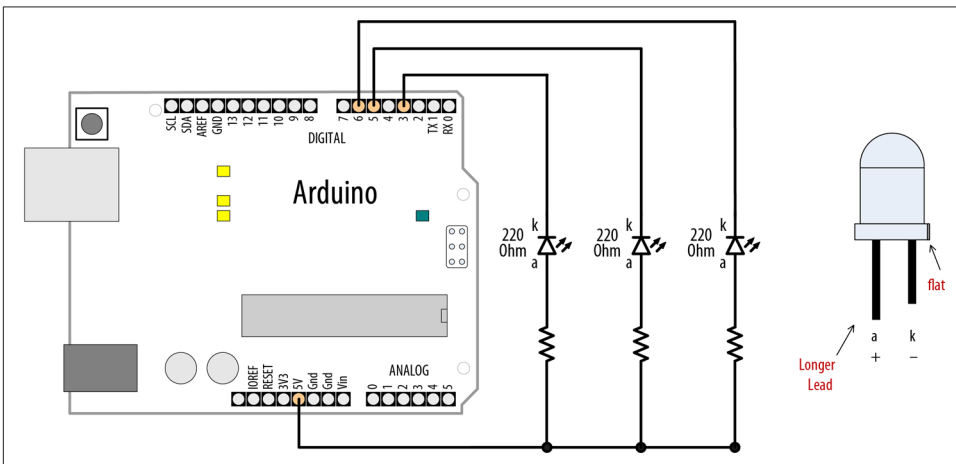 SCL
SDA
AREF
GND
13
12
11
10
9
8
7
6
5
4
3
2
TX 1
RX 0
DIGITAL
Arduino
k
220
Ohm
a
k
220
Ohm
a
k
220
Ohm
a
flat
a
k
+
–
Longer
Lead
IOREF
RESET
3V3
5V
Gnd
Gnd
Vin
ANALOG
0
1
2
3
4
5